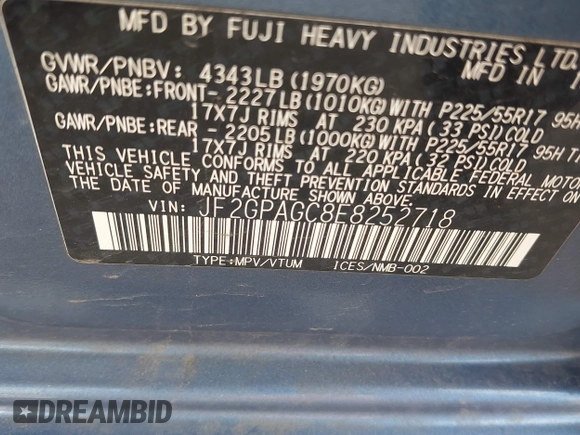 MFD BY FUJI HEAVY INDUSTRIES LTD.
GVWR/PNBV: 4343LB(1970KG) MADE IN
GAWR/PNBE:FRONT-2227LB(1010KG)WITH P225/55R17 95H
17X7J RIMS AT 230 KPA(33 PSI)COLD
GAWR/PNBE:REAR -2205LB(1000KG)WITH P225/55R17 95H
17X7J RIMS AT 220 KPA(32 PSI)COLD
THIS VEHICLE CONFORMS TO ALL APPLICABLE FEDERAL MOTOR
VEHICLE SAFETY AND THEFT PREVENTION STANDARDS IN EFFECT ON
THE DATE OF MANUFACTURE SHOWN ABOVE.
VIN: JF2GPAGC8E8252718
TYPE:MPV/VTUM ICES/NMB-002
DREAMBID